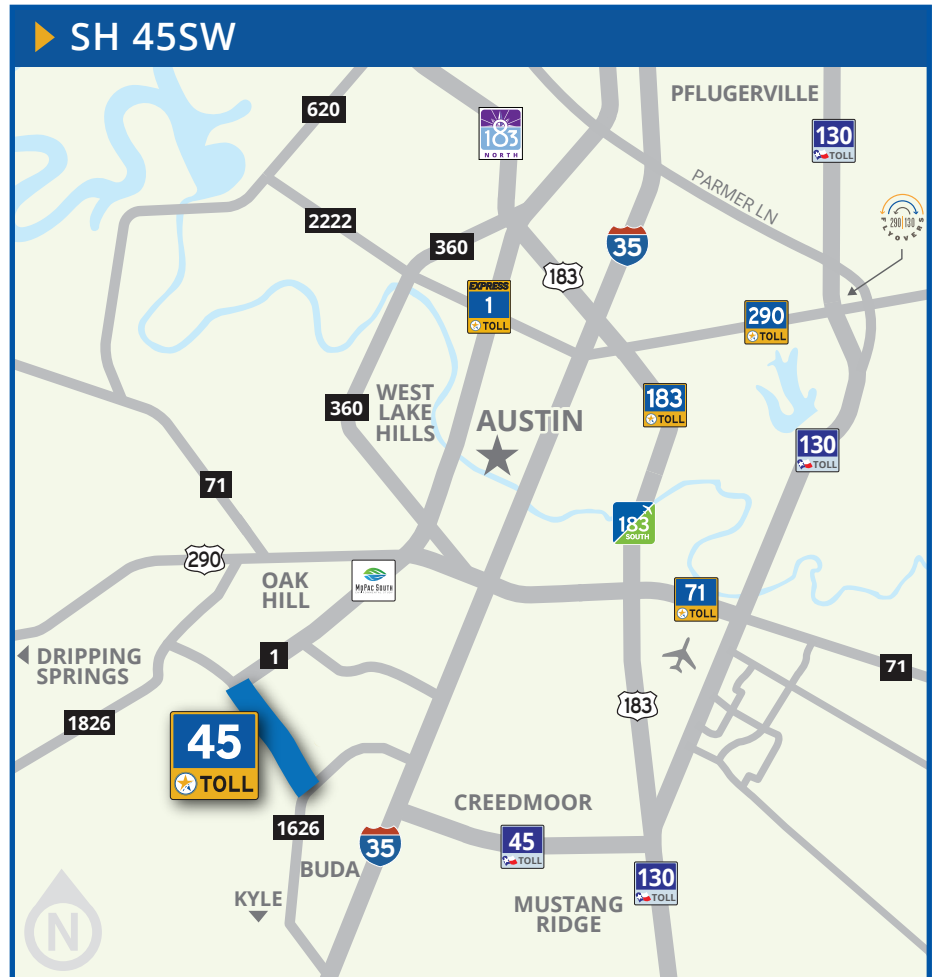 SH 45SW
PFLUGERVILLE
620
183
NORTH
130
TOLL
PARMER LN
290 130
FLYOVERS
2222
360
35
183
EXPRESS
1
TOLL
290
TOLL
WEST
LAKE
HILLS
360
183
TOLL
AUSTIN
130
TOLL
71
183
SOUTH
290
OAK
HILL
MoPac South
71
TOLL
DRIPPING
SPRINGS
1
71
1826
183
45
TOLL
CREEDMOOR
1626
35
45
TOLL
BUDA
130
TOLL
KYLE
MUSTANG
RIDGE
N